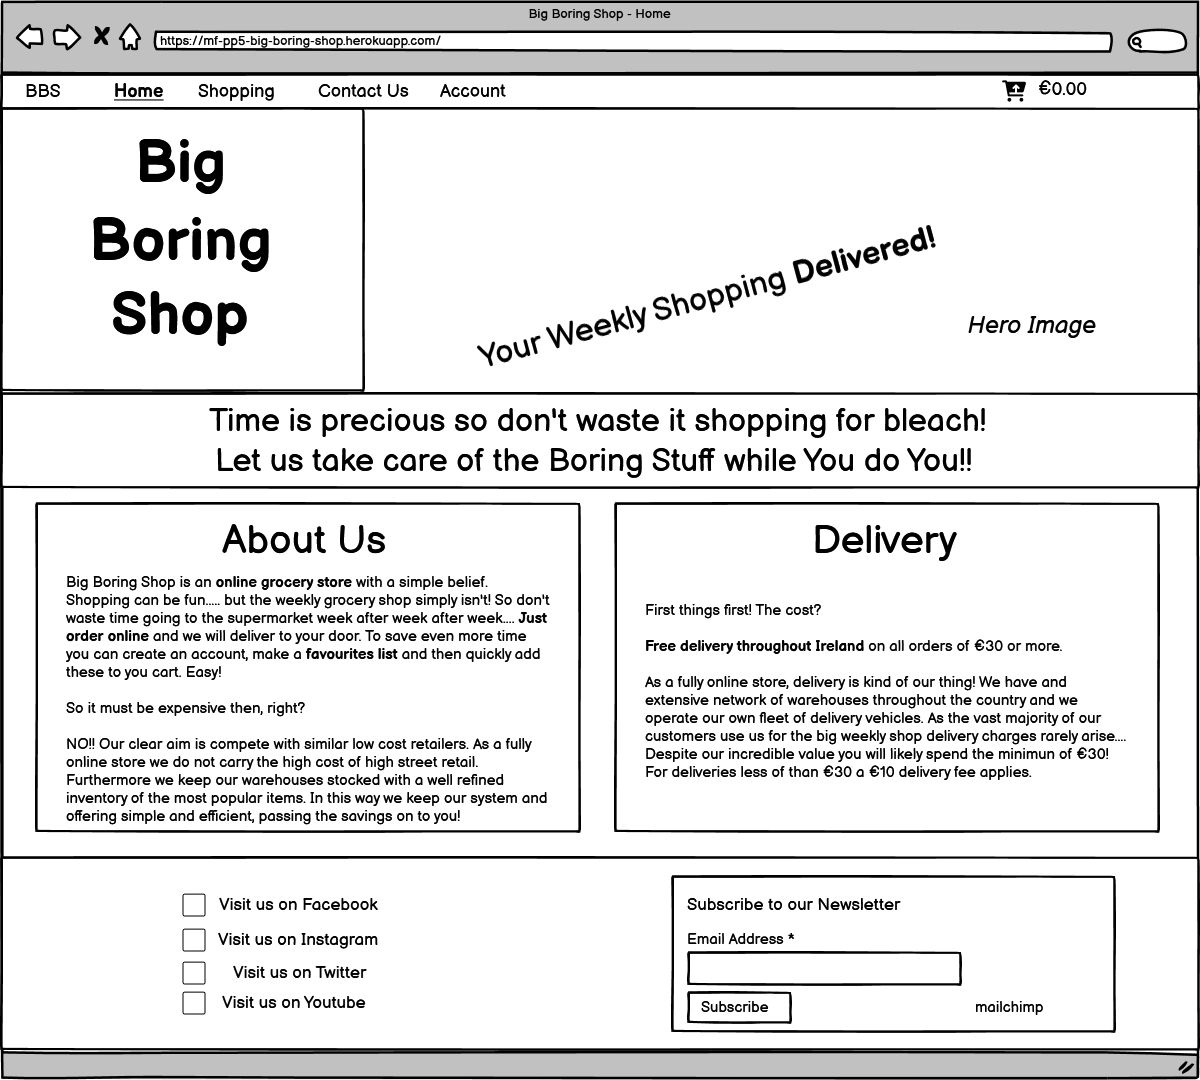 Big Boring Shop - Home
https://mf-pp5-big-boring-shop.herokuapp.com/
BBS Home Shopping Contact Us Account €0.00
Big
Boring
Shop
Your Weekly Shopping Delivered!
Hero Image
Time is precious so don't waste it shopping for bleach!
Let us take care of the Boring Stuff while You do You!!
About Us
Big Boring Shop is an online grocery store with a simple belief.
Shopping can be fun..... but the weekly grocery shop simply isn't! So don't
waste time going to the supermarket week after week after week.... Just
order online and we will deliver to your door. To save even more time
you can create an account, make a favourites list and then quickly add
these to you cart. Easy!
So it must be expensive then, right?
NO!! Our clear aim is compete with similar low cost retailers. As a fully
online store we do not carry the high cost of high street retail.
Furthermore we keep our warehouses stocked with a well refined
inventory of the most popular items. In this way we keep our system and
offering simple and efficient, passing the savings on to you!
Delivery
First things first! The cost?
Free delivery throughout Ireland on all orders of €30 or more.
As a fully online store, delivery is kind of our thing! We have and
extensive network of warehouses throughout the country and we
operate our own fleet of delivery vehicles. As the vast majority of our
customers use us for the big weekly shop delivery charges rarely arise....
Despite our incredible value you will likely spend the minimun of €30!
For deliveries less of than €30 a €10 delivery fee applies.
Visit us on Facebook
Visit us on Instagram
Visit us on Twitter
Visit us on Youtube
Subscribe to our Newsletter
Email Address *
Subscribe
mailchimp